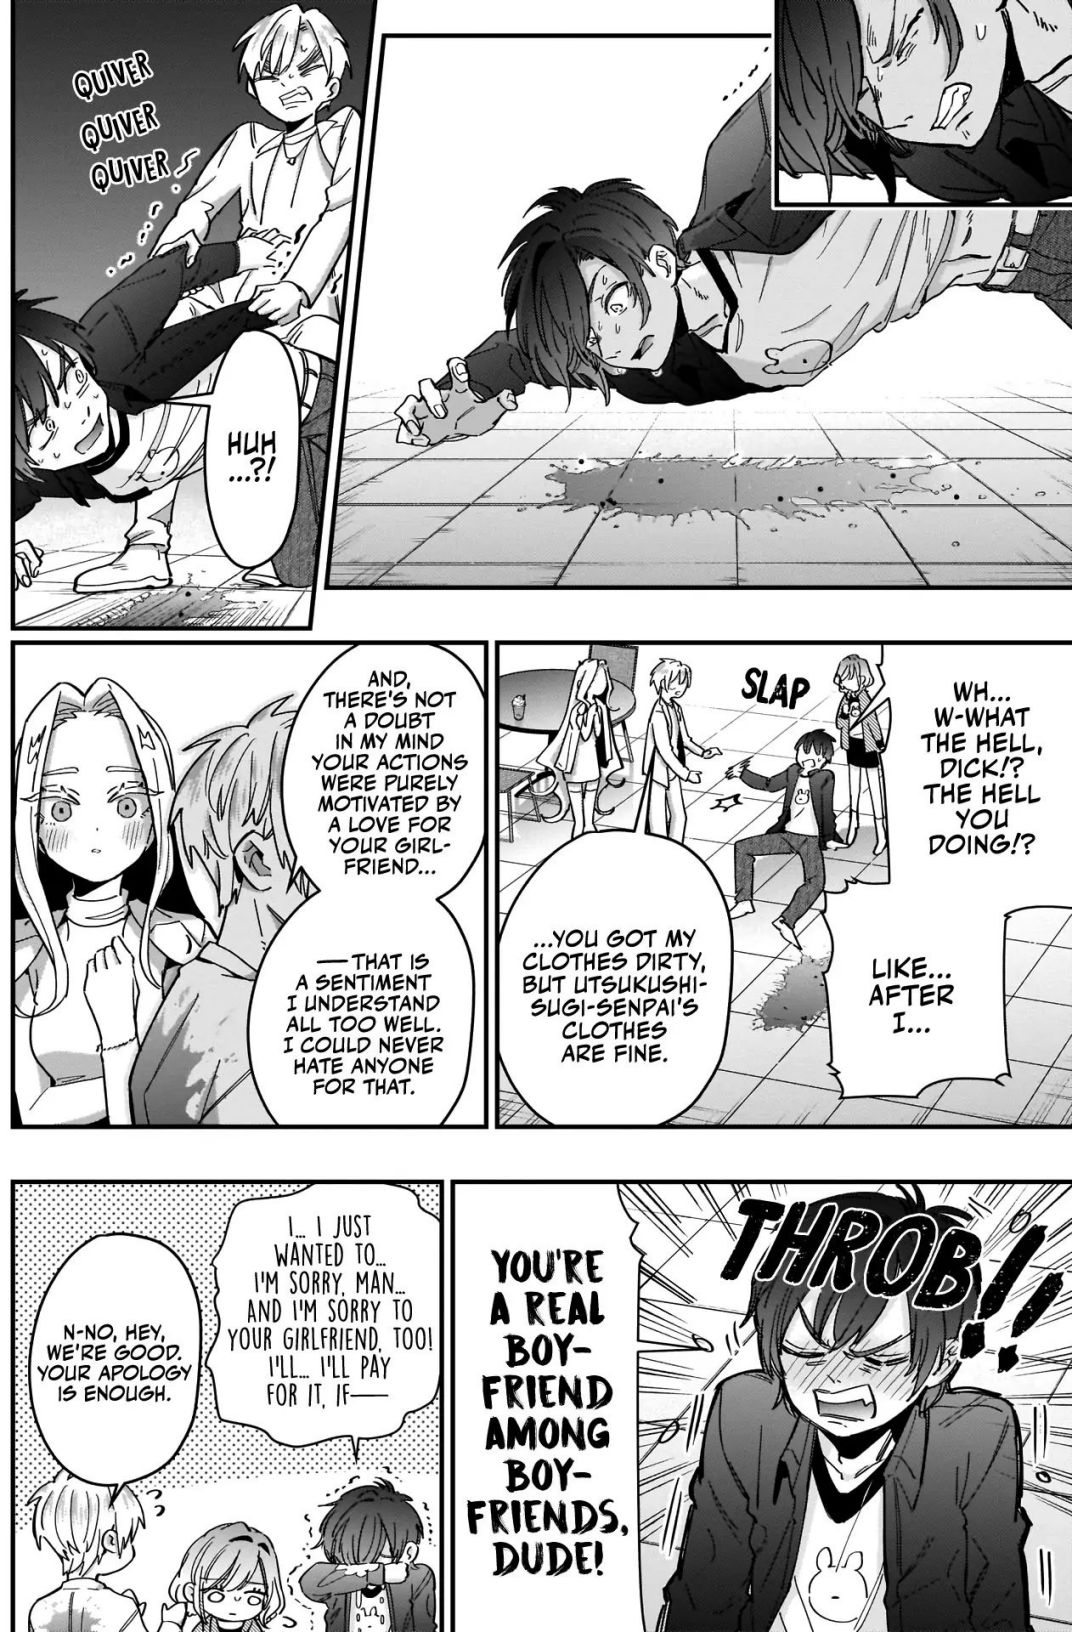 QUIVER
QUIVER
QUIVER
HUH
...?!
WH...
W-WHAT
THE HELL,
DICK!?
THE HELL
YOU
DOING!?
SLAP
LIKE...
AFTER
I...
...YOU GOT MY
CLOTHES DIRTY,
BUT UTSUKUSHI-
SUGI-SENPAI'S
CLOTHES
ARE FINE.
AND,
THERE'S NOT
A DOUBT
IN MY MIND
YOUR ACTIONS
WERE PURELY
MOTIVATED BY
A LOVE FOR
YOUR GIRL-
FRIEND...
—THAT IS
A SENTIMENT
I UNDERSTAND
ALL TOO WELL.
I COULD NEVER
HATE ANYONE
FOR THAT.
THROB!!
YOU'RE
A REAL
BOY-
FRIEND
AMONG
BOY-
FRIENDS,
DUDE!
I... I JUST
WANTED TO...
I'M SORRY, MAN...
AND I'M SORRY TO
YOUR GIRLFRIEND, TOO!
I'LL... I'LL PAY
FOR IT, IF—
N-NO, HEY,
WE'RE GOOD.
YOUR APOLOGY
IS ENOUGH.